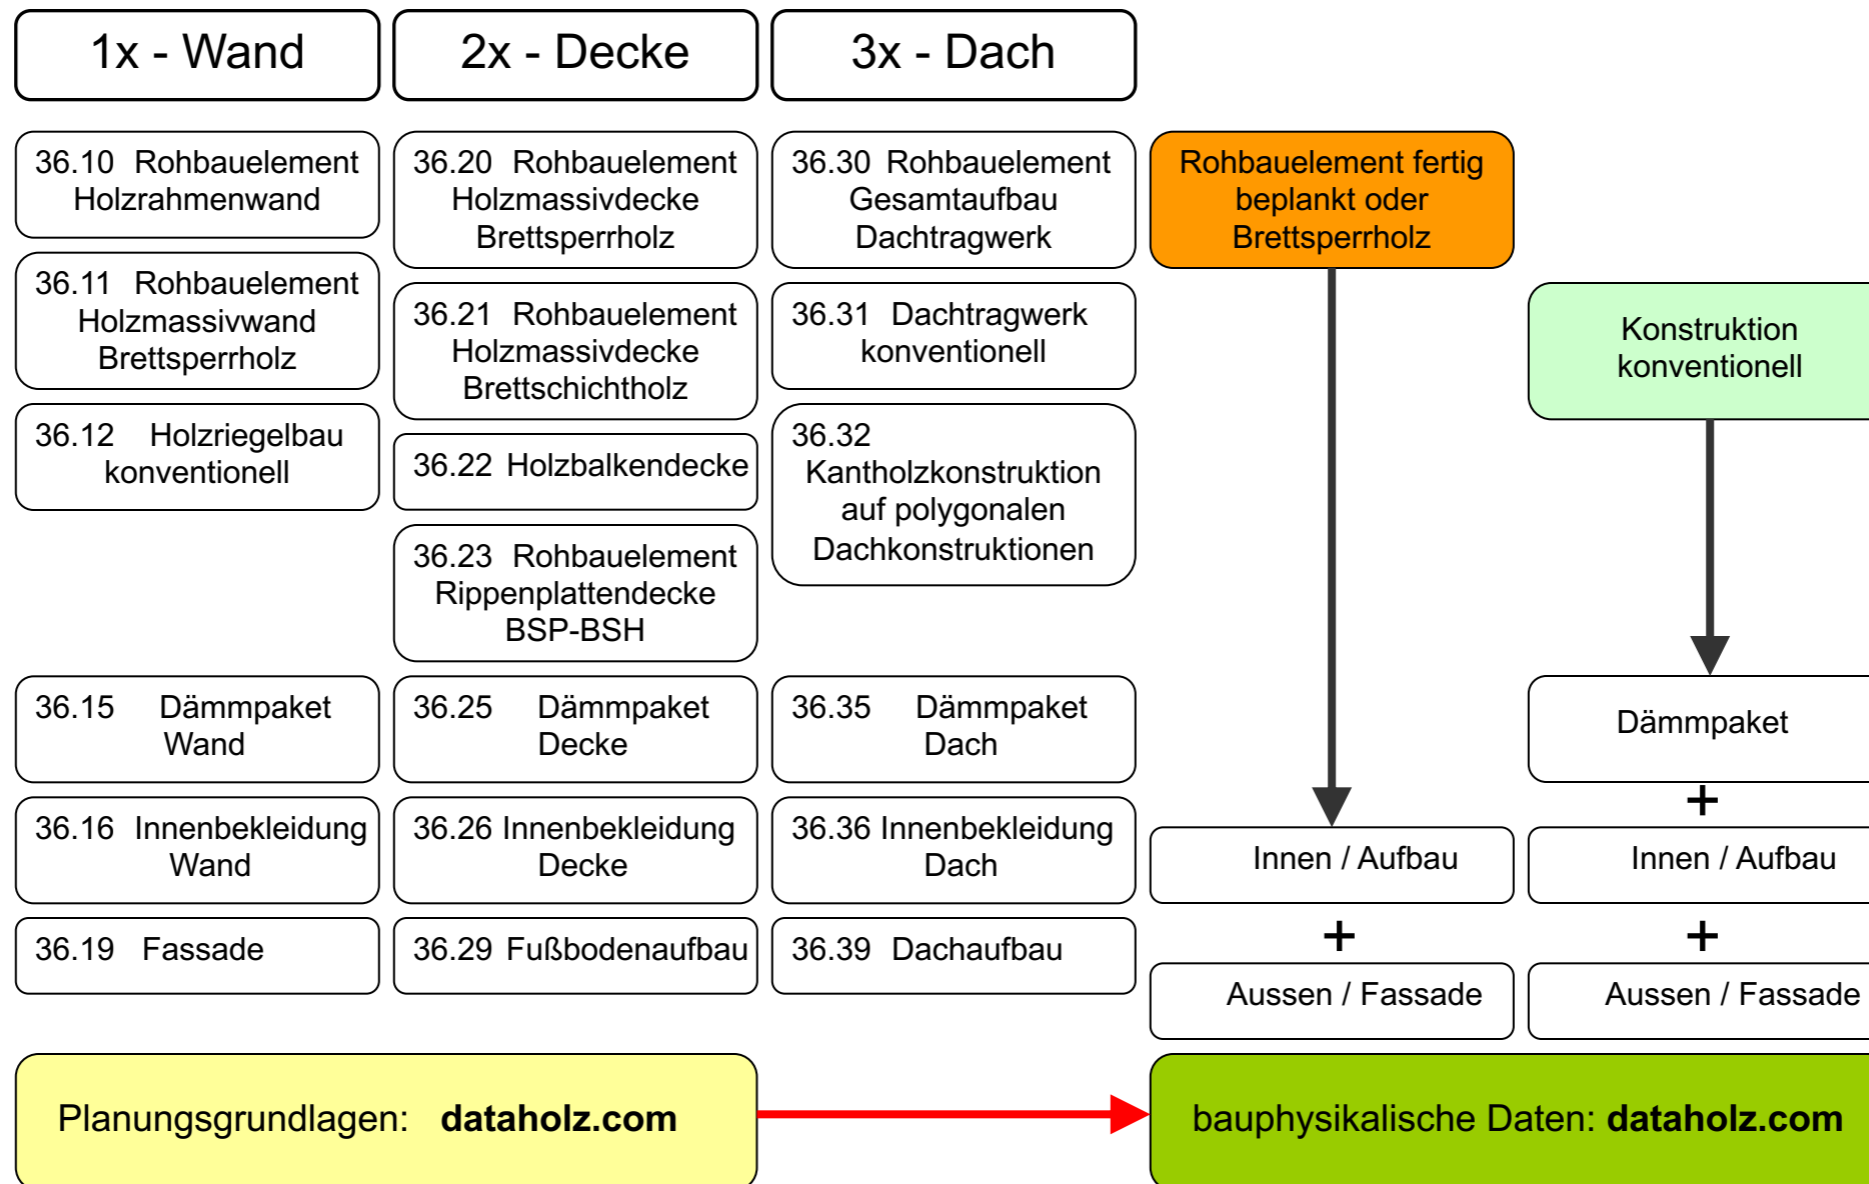 1x - Wand
2x - Decke
3x - Dach
36.10 Rohbauelement
Holzrahmenwand
36.11 Rohbauelement
Holzmassivwand
Brettsperrholz
36.12 Holzriegelbau
konventionell
36.15 Dämmpaket
Wand
36.16 Innenbekleidung
Wand
36.19 Fassade
36.20 Rohbauelement
Holzmassivdecke
Brettsperrholz
36.21 Rohbauelement
Holzmassivdecke
Brettschichtholz
36.22 Holzbalkendecke
36.23 Rohbauelement
Rippenplattendecke
BSP-BSH
36.25 Dämmpaket
Decke
36.26 Innenbekleidung
Decke
36.29 Fußbodenaufbau
36.30 Rohbauelement
Gesamtaufbau
Dachtragwerk
36.31 Dachtragwerk
konventionell
36.32
Kantholzkonstruktion
auf polygonalen
Dachkonstruktionen
36.35 Dämmpaket
Dach
36.36 Innenbekleidung
Dach
36.39 Dachaufbau
Rohbauelement fertig
beplankt oder
Brettsperrholz
Innen / Aufbau
+
Aussen / Fassade
Konstruktion
konventionell
Dämmpaket
+
Innen / Aufbau
+
Aussen / Fassade
Planungsgrundlagen: dataholz.com
bauphysikalische Daten: dataholz.com